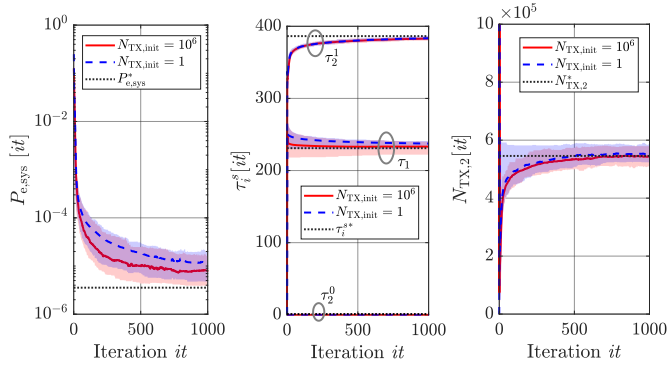 N_TX,init = 10^6
N_TX,init = 1
P*_e,sys
10^-2
10^-4
10^-6
0
500
1000
Iteration it
P_e,sys [it]
400
300
200
100
0
0
500
1000
Iteration it
τ_i^s[it]
τ_2^1
τ_1
N_TX,init = 10^6
N_TX,init = 1
τ_i^s*
τ_2^0
×10^5
10
8
6
4
2
0
0
500
1000
Iteration it
N_TX,2[it]
N_TX,init = 10^6
N_TX,init = 1
N*_TX,2